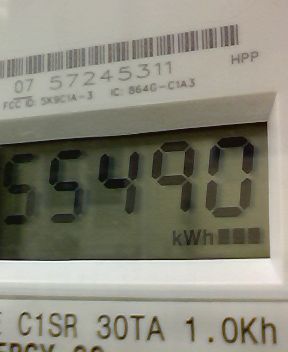 07 57245311 HPP
FCC ID: SK9C1A-3 IC: 864G-C1A3
55490
kWh
C1SR 30TA 1.0Kh